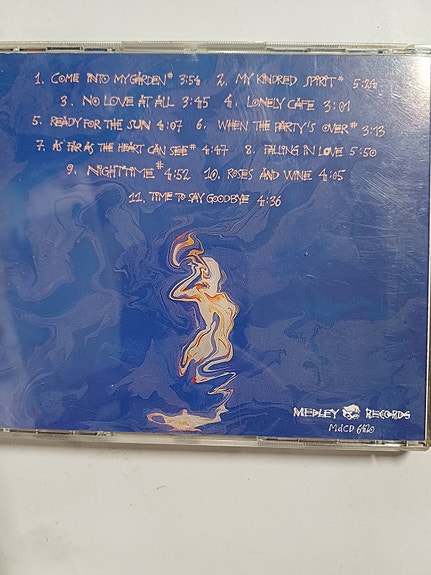 1. COME INTO MY GARDEN* 3:54 2. MY KINDRED SPIRIT* 5:24
3. NO LOVE AT ALL 3:45 4. LONELY CAFE 3:01
5. READY FOR THE SUN 4:07 6. WHEN THE PARTY'S OVER* 3:13
7. AS FAR AS THE HEART CAN SEE* 4:47 8. FALLING IN LOVE 5:50
9. NIGHTTIME* 4:52 10. ROSES AND WINE 4:05
11. TIME TO SAY GOODBYE 4:36
MEDLEY RECORDS
MdCD